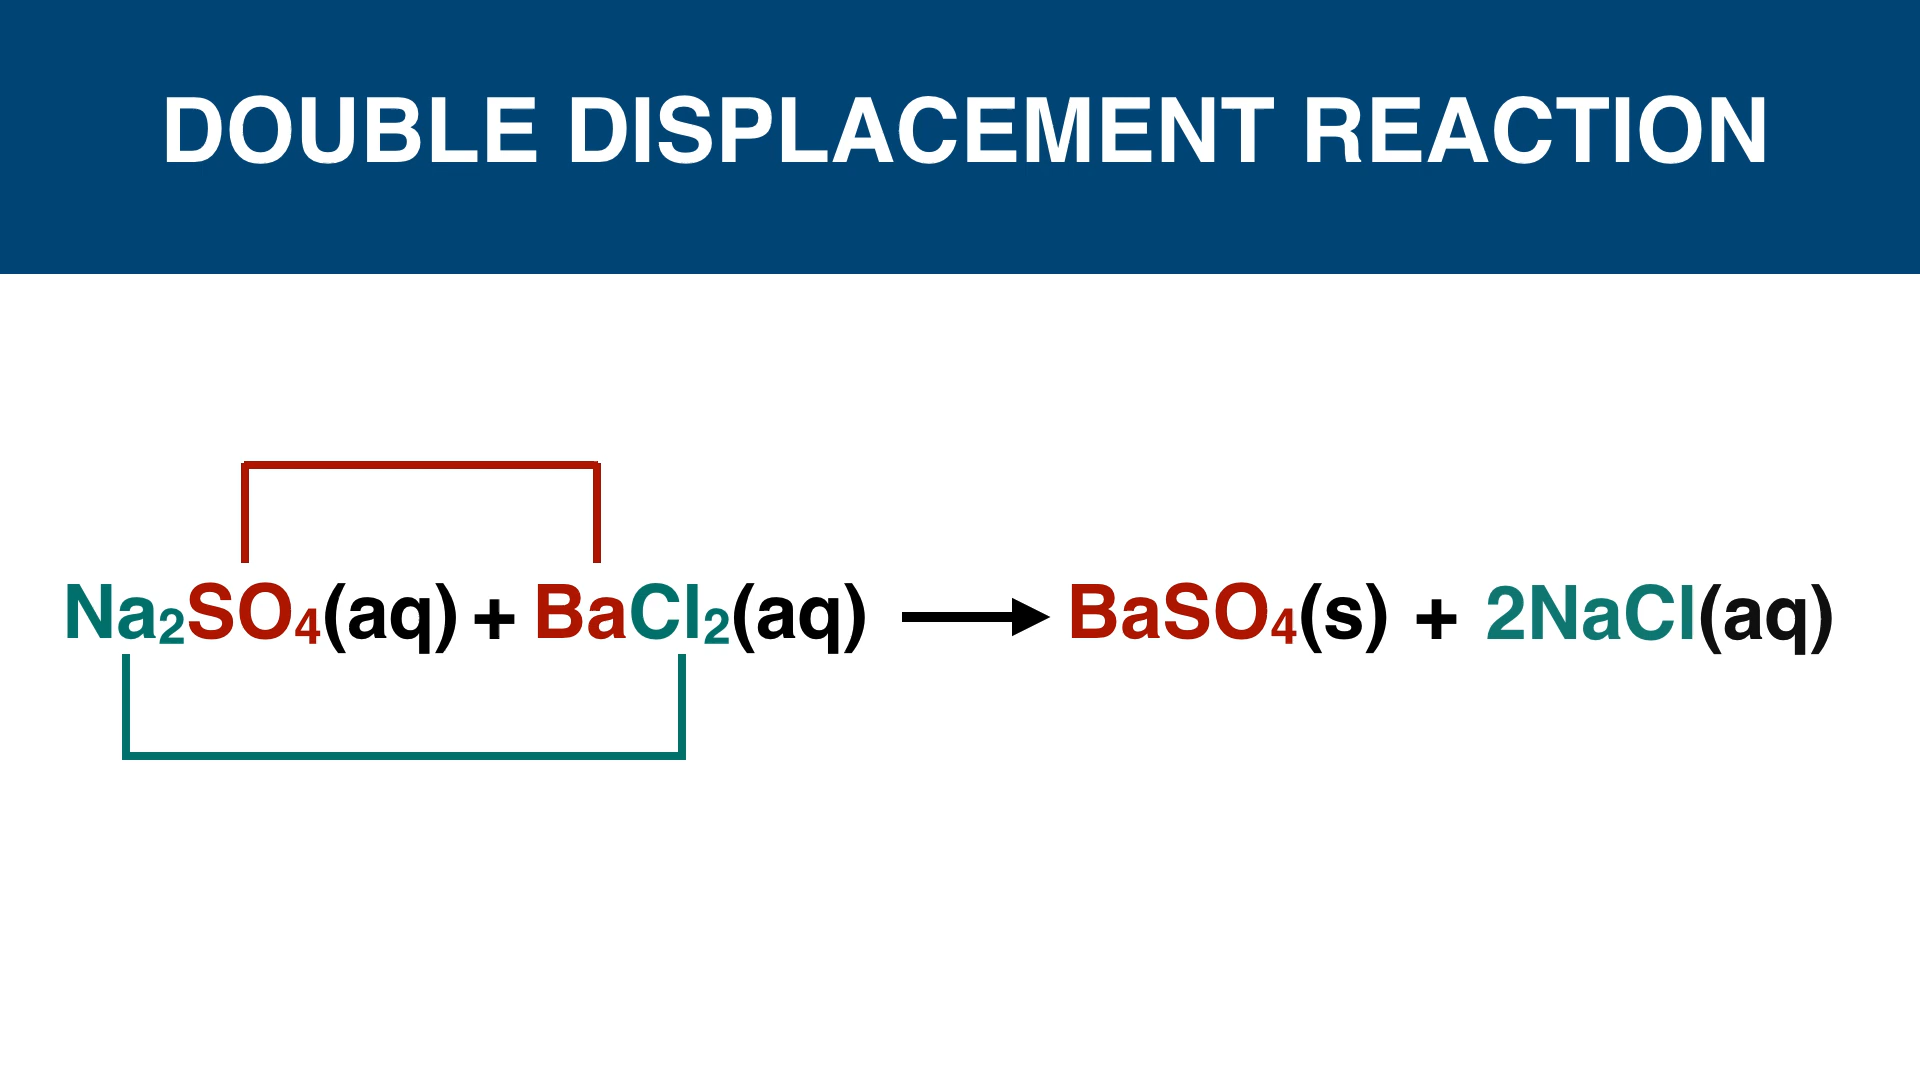 DOUBLE DISPLACEMENT REACTION
Na₂SO₄(aq) + BaCl₂(aq) ⟶ BaSO₄(s) + 2NaCl(aq)